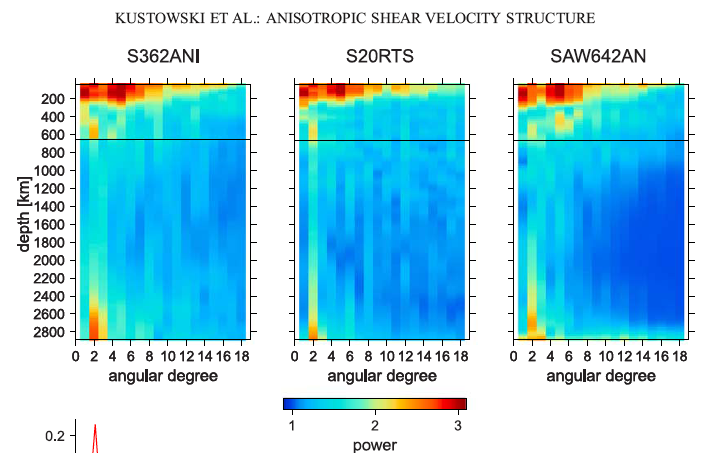 KUSTOWSKI ET AL.: ANISOTROPIC SHEAR VELOCITY STRUCTURE
S362ANI S20RTS SAW642AN
200
400
600
800
1000
1200
1400
1600
1800
2000
2200
2400
2600
2800
depth [km]
0 2 4 6 8 10 12 14 16 18 0 2 4 6 8 10 12 14 16 18 0 2 4 6 8 10 12 14 16 18
angular degree angular degree angular degree
1 2 3
power
0.2